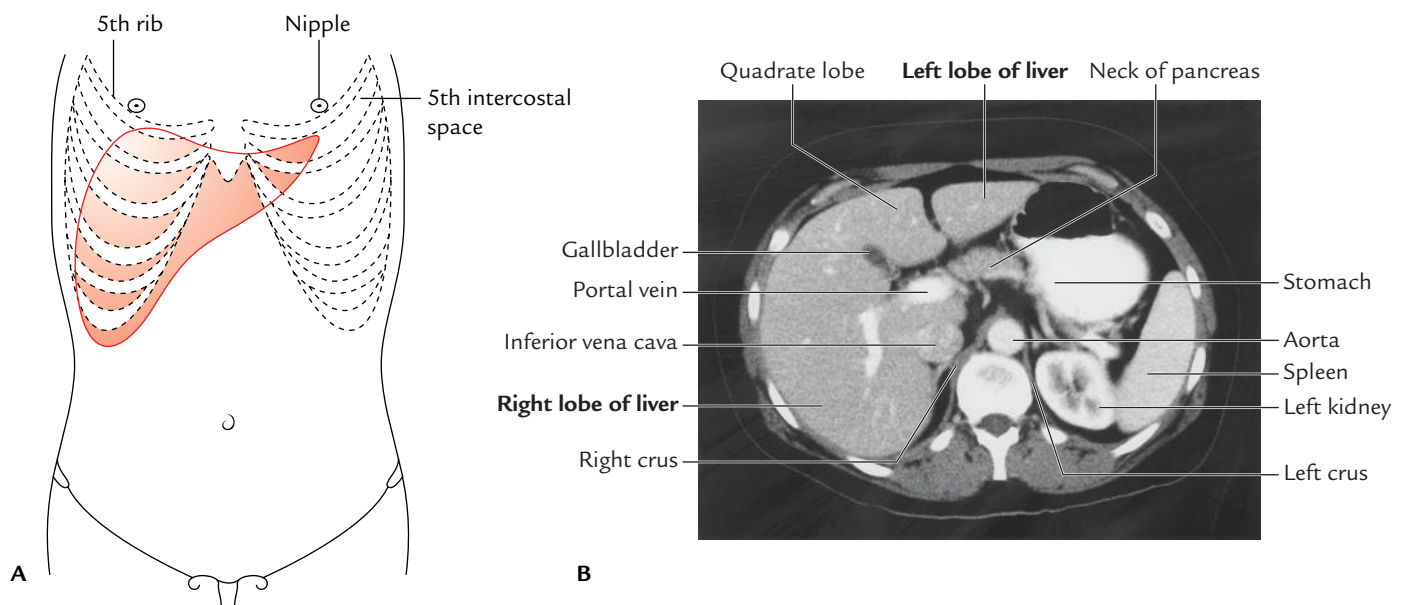 5th rib
Nipple
5th intercostal
space
A
Quadrate lobe
Left lobe of liver
Neck of pancreas
Gallbladder
Portal vein
Inferior vena cava
Right lobe of liver
Right crus
Stomach
Aorta
Spleen
Left kidney
Left crus
B